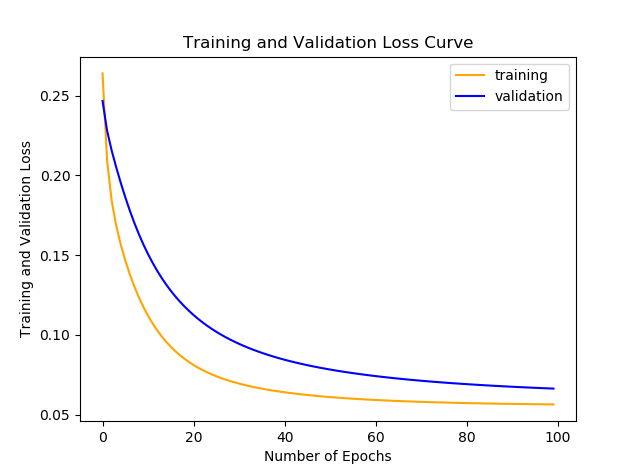 Training and Validation Loss Curve
training
validation
Training and Validation Loss
0.25
0.20
0.15
0.10
0.05
0
20
40
60
80
100
Number of Epochs